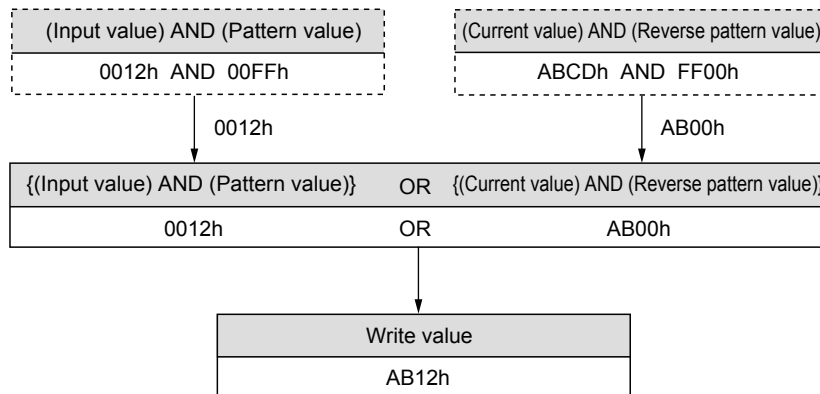 (Input value) AND (Pattern value)
(Current value) AND (Reverse pattern value)
0012h AND 00FFh
ABCDh AND FF00h
0012h
AB00h
{(Input value) AND (Pattern value)} OR {(Current value) AND (Reverse pattern value)}
0012h OR AB00h
Write value
AB12h